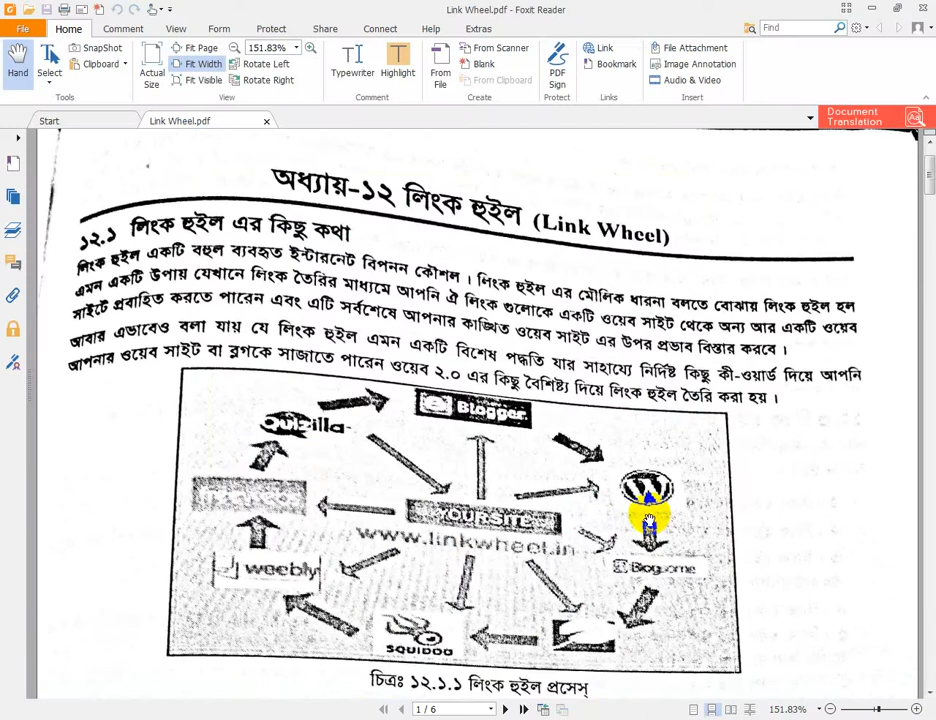 Link Wheel.pdf - Foxit Reader
File Home Comment View Form Protect Share Connect Help Extras
Find
Hand
Select
SnapShot
Clipboard
Actual Size
Fit Page
Fit Width
Fit Visible
151.83%
Rotate Left
Rotate Right
Typewriter
Highlight
From File
From Scanner
Blank
From Clipboard
PDF Sign
Link
Bookmark
File Attachment
Image Annotation
Audio & Video
Tools View Comment Create Protect Links Insert
Start
Link Wheel.pdf
Document Translation
অধ্যায়-১২ লিংক হুইল (Link Wheel)
১২.১ লিংক হুইল এর কিছু কথা
লিংক হুইল একটি বহুল ব্যবহৃত ইন্টারনেট বিপনন কৌশল । লিংক হুইল এর মৌলিক ধারনা বলতে বোঝায় লিংক হুইল হল
এমন একটি উপায় যেখানে লিংক তৈরির মাধ্যমে আপনি ঐ লিংক গুলোকে একটি ওয়েব সাইট থেকে অন্য আর একটি ওয়েব
সাইটে প্রবাহিত করতে পারেন এবং এটি সর্বশেষে আপনার কাঙ্খিত ওয়েব সাইট এর উপর প্রভাব বিস্তার করবে ।
আবার এভাবেও বলা যায় যে লিংক হুইল এমন একটি বিশেষ পদ্ধতি যার সাহায্যে নির্দিষ্ট কিছু কী-ওয়ার্ড দিয়ে আপনি
আপনার ওয়েব সাইট বা ব্লগকে সাজাতে পারেন ওয়েব ২.০ এর কিছু বৈশিষ্ট্য দিয়ে লিংক হুইল তৈরি করা হয় ।
Blogger
Quizilla
YOURSITE
www.linkwheel.in
weebly
Blogsome
SQUIDOO
চিত্রঃ ১২.১.১ লিংক হুইল প্রসেস্
1 / 6
151.83%